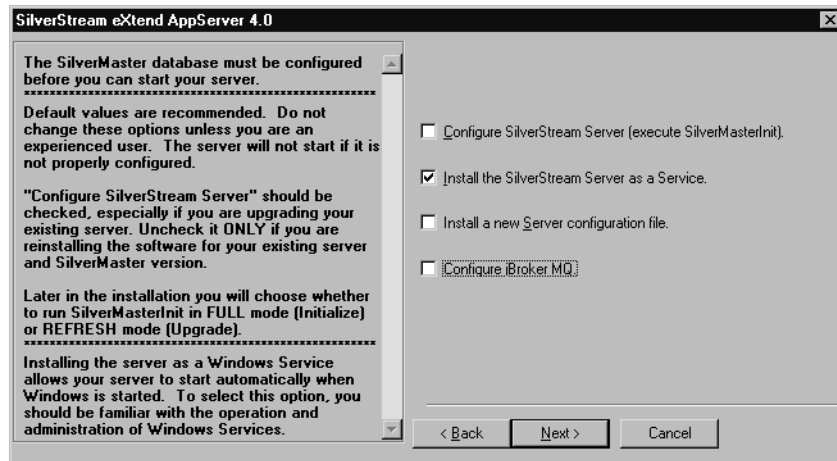 SilverStream eXtend AppServer 4.0
The SilverMaster database must be configured
before you can start your server.
*****************************************************
Default values are recommended.  Do not
change these options unless you are an
experienced user.  The server will not start if it is
not properly configured.
"Configure SilverStream Server" should be
checked, especially if you are upgrading your
existing server. Uncheck it ONLY if you are
reinstalling the software for your existing server
and SilverMaster version.
Later in the installation you will choose whether
to run SilverMasterInit in FULL mode (Initialize)
or REFRESH mode (Upgrade).
*****************************************************
Installing the server as a Windows Service
allows your server to start automatically when
Windows is started.  To select this option, you
should be familiar with the operation and
administration of Windows Services.
Configure SilverStream Server (execute SilverMasterInit).
Install the SilverStream Server as a Service.
Install a new Server configuration file.
Configure iBroker MQ.
< Back
Next >
Cancel